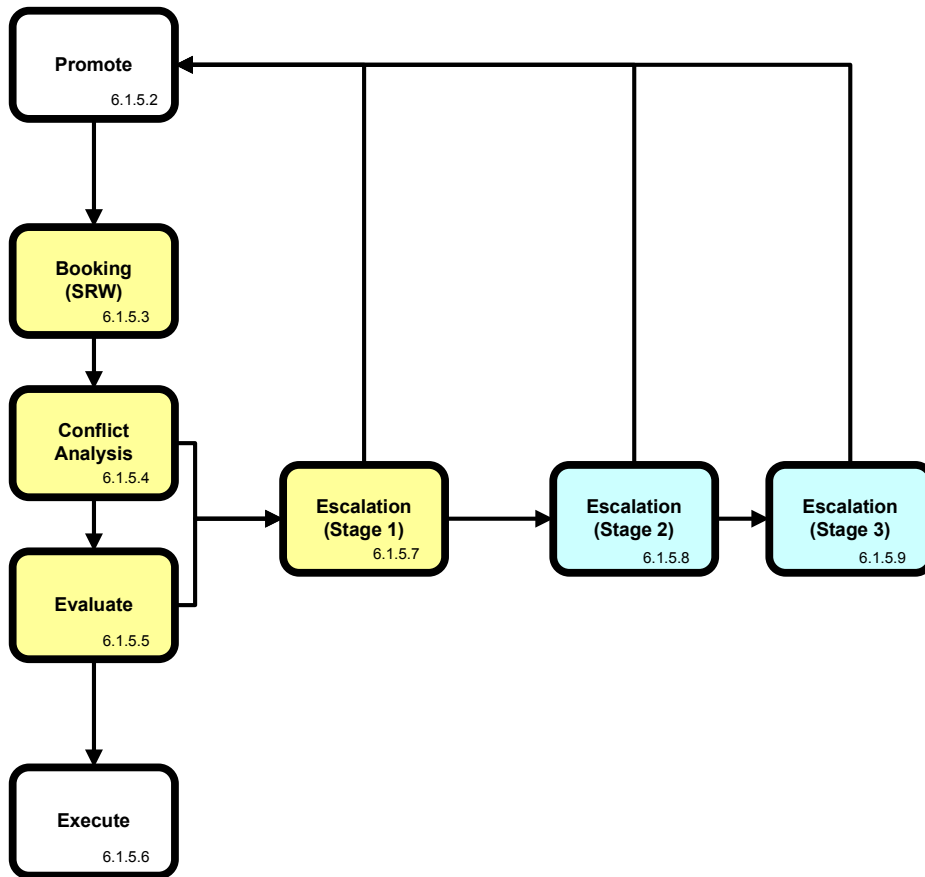 Promote
6.1.5.2
Booking
(SRW)
6.1.5.3
Conflict
Analysis
6.1.5.4
Evaluate
6.1.5.5
Execute
6.1.5.6
Escalation
(Stage 1)
6.1.5.7
Escalation
(Stage 2)
6.1.5.8
Escalation
(Stage 3)
6.1.5.9